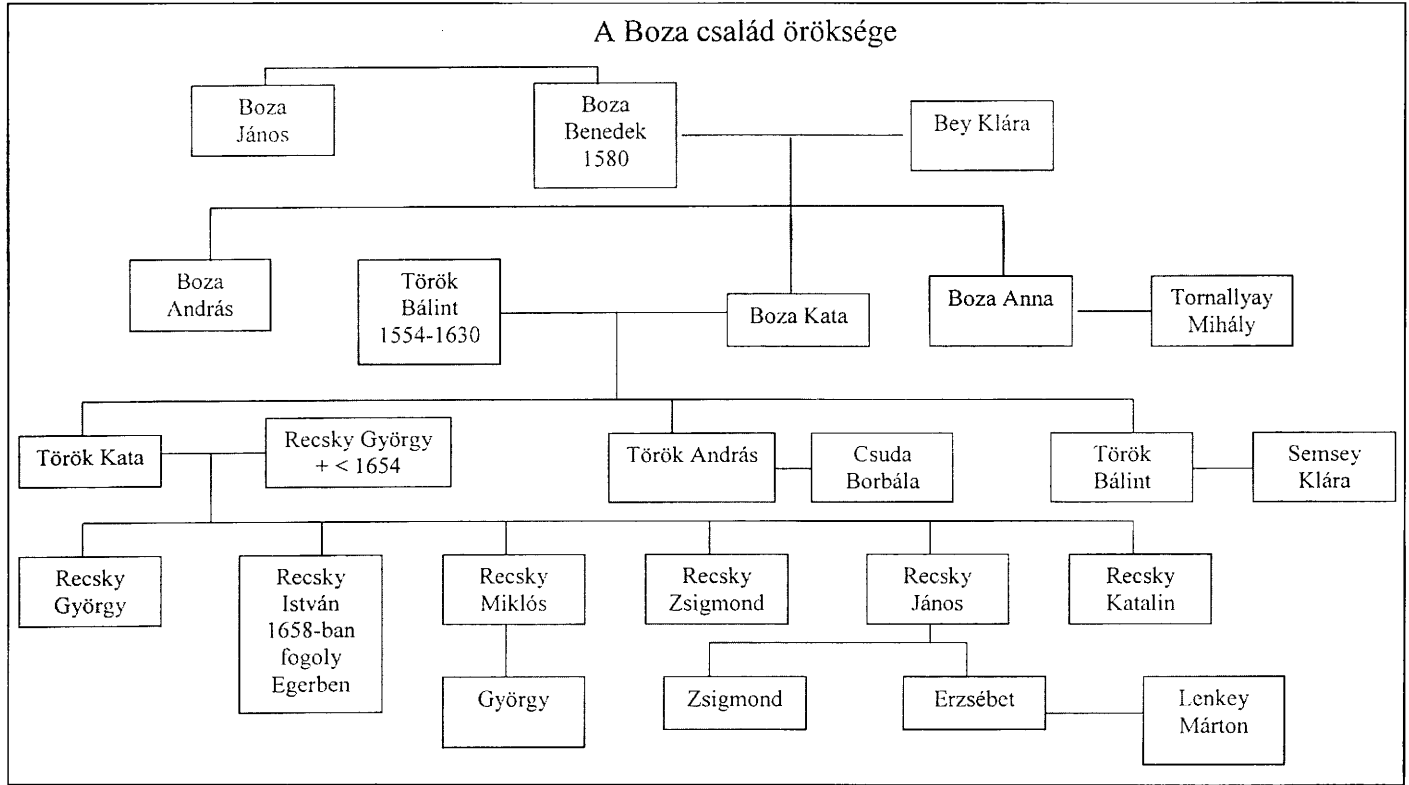 A Boza család öröksége
Boza
János
Boza
Benedek
1580
Bey Klára
Boza
András
Török
Bálint
1554-1630
Boza Kata
Boza Anna
Tornallyay
Mihály
Török Kata
Recsky György
+ < 1654
Török András
Csuda
Borbála
Török
Bálint
Semsey
Klára
Recsky
György
Recsky
István
1658-ban
fogoly
Egerben
Recsky
Miklós
Recsky
Zsigmond
Recsky
János
Recsky
Katalin
György
Zsigmond
Erzsébet
Lenkey
Márton